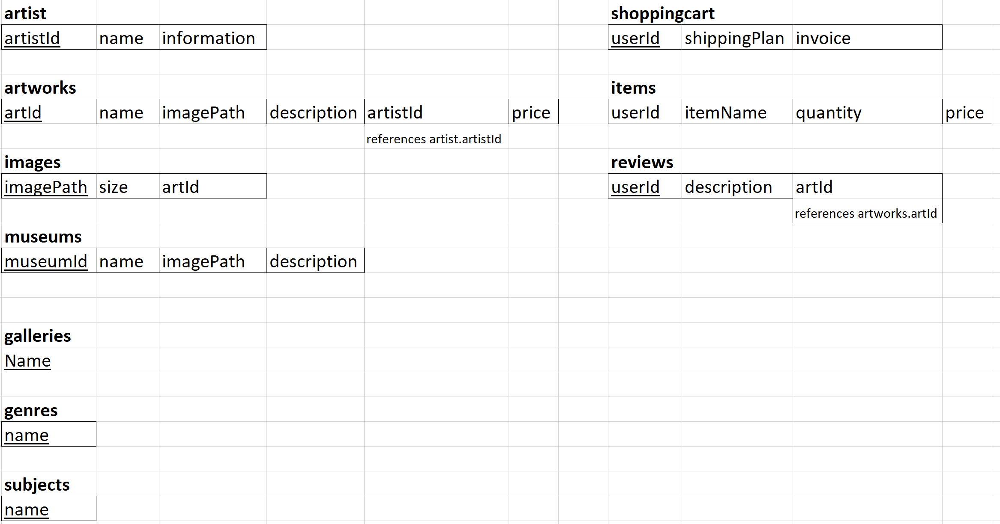 artist
artistId name information
artworks
artId name imagePath description artistId price
references artist.artistId
images
imagePath size artId
museums
museumId name imagePath description
galleries
Name
genres
name
subjects
name
shoppingcart
userId shippingPlan invoice
items
userId itemName quantity price
reviews
userId description artId
references artworks.artId